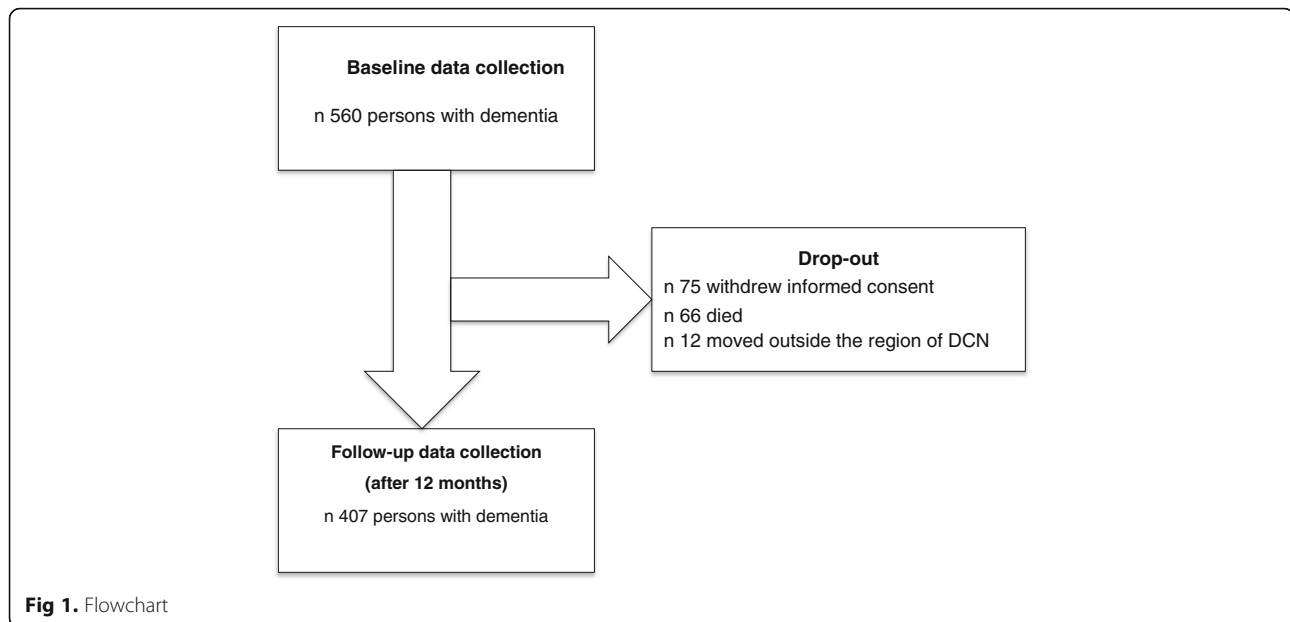 Baseline data collection
n 560 persons with dementia
Drop-out
n 75 withdrew informed consent
n 66 died
n 12 moved outside the region of DCN
Follow-up data collection
(after 12 months)
n 407 persons with dementia
Fig 1. Flowchart